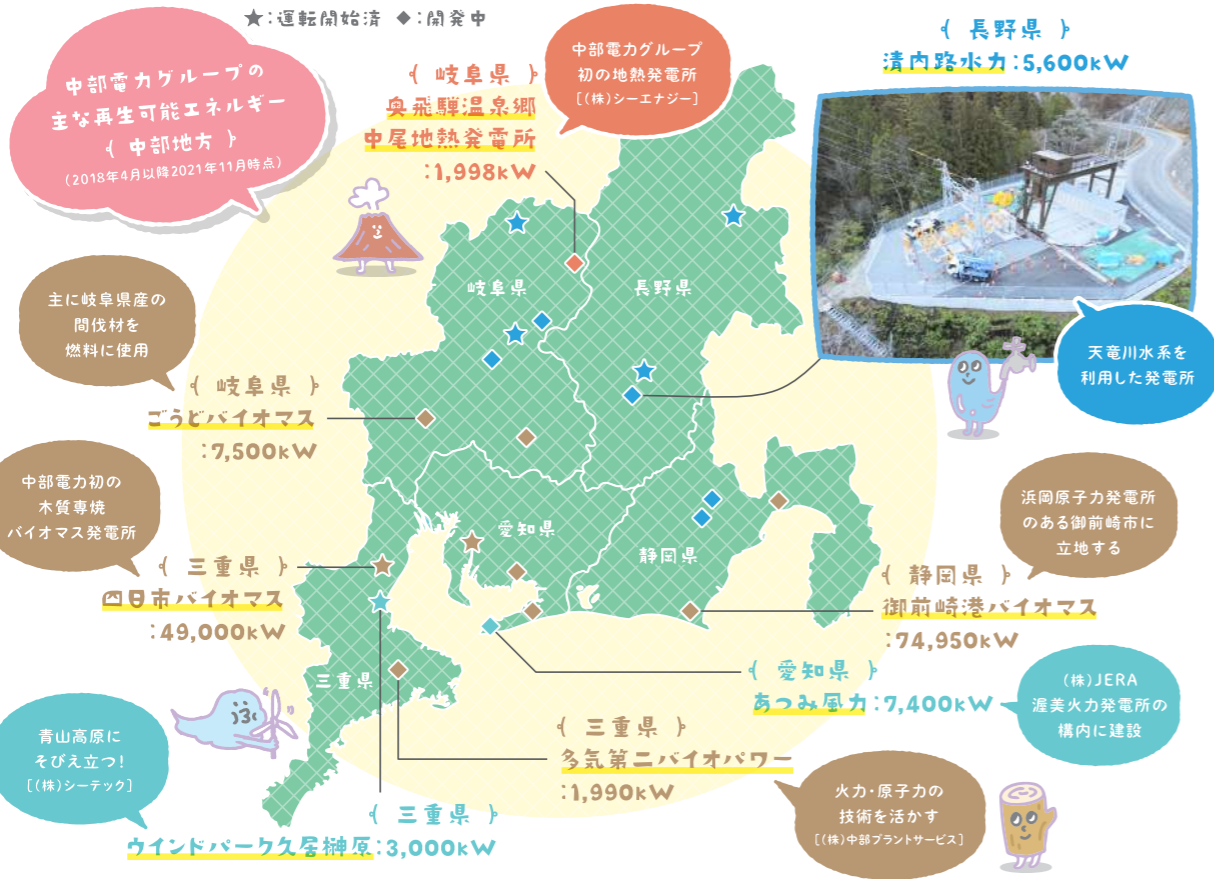 ★:運転開始済 ◆:開発中
中部電力グループの
主な再生可能エネルギー
{ 中部地方 }
(2018年4月以降2021年11月時点)
{ 岐阜県 }
奥飛騨温泉郷
中尾地熱発電所
:1,998kW
中部電力グループ
初の地熱発電所
[(株)シーエナジー]
{ 長野県 }
清内路水力:5,600kW
天竜川水系を
利用した発電所
主に岐阜県産の
間伐材を
燃料に使用
{ 岐阜県 }
ごうどバイオマス
:7,500kW
岐阜県
長野県
愛知県
静岡県
三重県
中部電力初の
木質専焼
バイオマス発電所
{ 三重県 }
四日市バイオマス
:49,000kW
浜岡原子力発電所
のある御前崎市に
立地する
{ 静岡県 }
御前崎港バイオマス
:74,950kW
{ 愛知県 }
あつみ風力:7,400kW
(株)JERA
渥美火力発電所の
構内に建設
{ 三重県 }
多気第二バイオパワー
:1,990kW
火力・原子力の
技術を活かす
[(株)中部プラントサービス]
青山高原に
そびえ立つ!
[(株)シーテック]
{ 三重県 }
ウインドパーク久居榊原:3,000kW